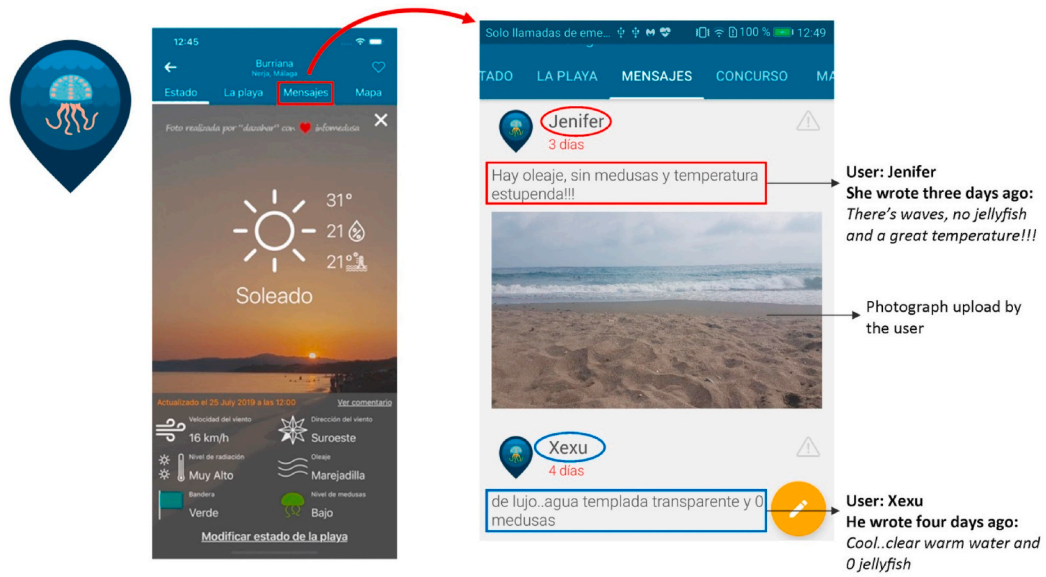 12:45
Burriana
Nerja, Málaga
Estado La playa Mensajes Mapa
Foto realizada por "dazabar" con infomedusa
31°
21
21°
Soleado
Actualizado el 25 July 2019 a las 12:00 Ver comentario
Velocidad del viento
16 km/h
Dirección del viento
Suroeste
Nivel de radiación
Muy Alto
Oleaje
Marejadilla
Bandera
Verde
Nivel de medusas
Bajo
Modificar estado de la playa
Solo llamadas de eme... 100 % 12:49
TADO LA PLAYA MENSAJES CONCURSO MA
Jenifer
3 días
Hay oleaje, sin medusas y temperatura
estupenda!!!
Xexu
4 días
de lujo..agua templada transparente y 0
medusas
User: Jenifer
She wrote three days ago:
There's waves, no jellyfish
and a great temperature!!!
Photograph upload by
the user
User: Xexu
He wrote four days ago:
Cool..clear warm water and
0 jellyfish